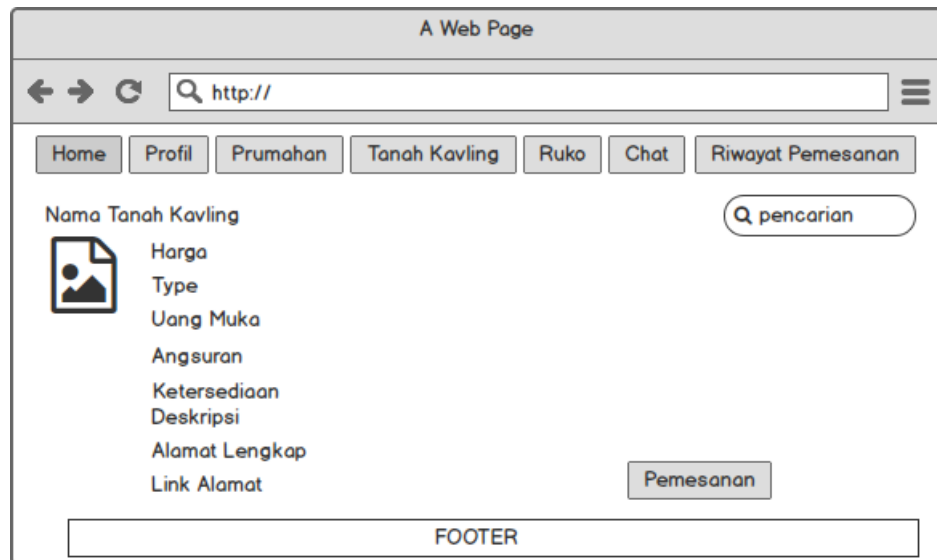 A Web Page
http://
Home Profil Prumahan Tanah Kavling Ruko Chat Riwayat Pemesanan
Nama Tanah Kavling pencarian
Harga
Type
Uang Muka
Angsuran
Ketersediaan
Deskripsi
Alamat Lengkap
Link Alamat Pemesanan
FOOTER